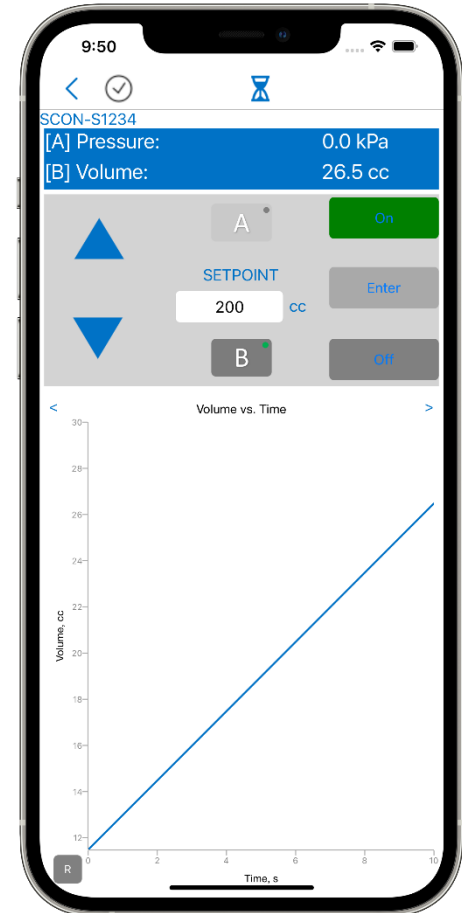 9:50
SCON-S1234
[A] Pressure: 0.0 kPa
[B] Volume: 26.5 cc
A
On
SETPOINT
Enter
200 cc
B
Off
< Volume vs. Time >
30
28
26
24
22
20
18
16
14
12
Volume, cc
R
0 2 4 6 8 10
Time, s